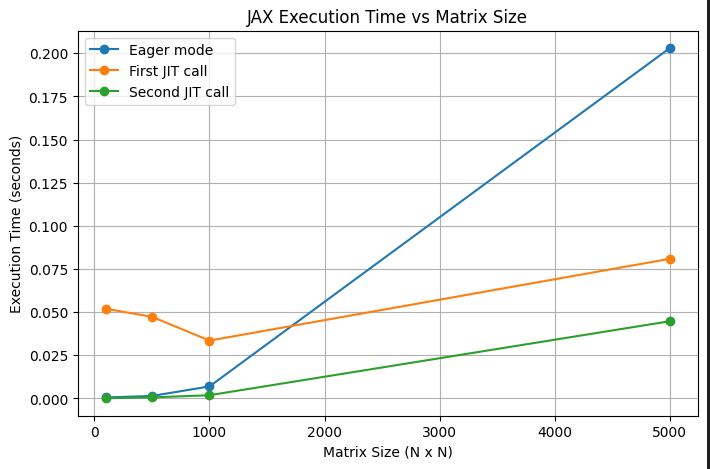 JAX Execution Time vs Matrix Size
Eager mode
First JIT call
Second JIT call
Execution Time (seconds)
0.200
0.175
0.150
0.125
0.100
0.075
0.050
0.025
0.000
0 1000 2000 3000 4000 5000
Matrix Size (N x N)